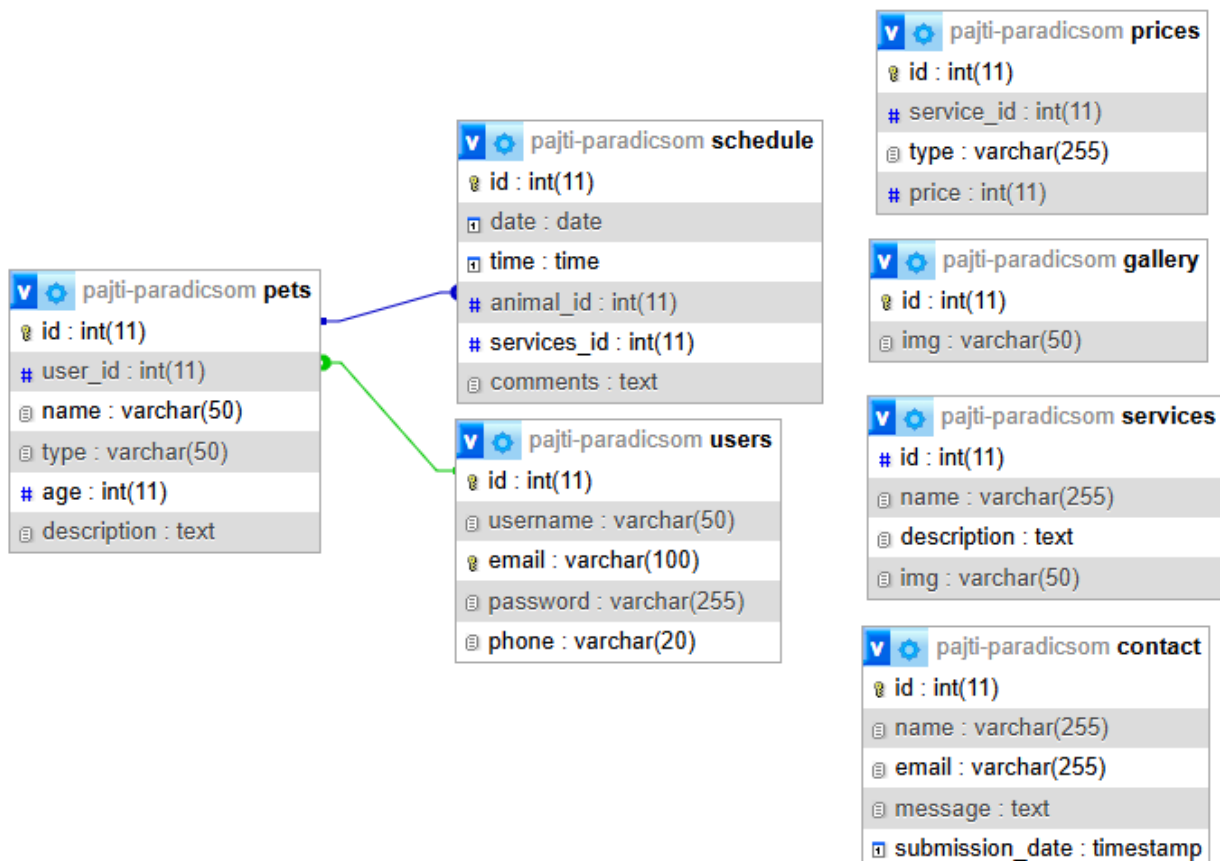 pajti-paradicsom pets
id : int(11)
user_id : int(11)
name : varchar(50)
type : varchar(50)
age : int(11)
description : text
pajti-paradicsom schedule
id : int(11)
date : date
time : time
animal_id : int(11)
services_id : int(11)
comments : text
pajti-paradicsom users
id : int(11)
username : varchar(50)
email : varchar(100)
password : varchar(255)
phone : varchar(20)
pajti-paradicsom prices
id : int(11)
service_id : int(11)
type : varchar(255)
price : int(11)
pajti-paradicsom gallery
id : int(11)
img : varchar(50)
pajti-paradicsom services
id : int(11)
name : varchar(255)
description : text
img : varchar(50)
pajti-paradicsom contact
id : int(11)
name : varchar(255)
email : varchar(255)
message : text
submission_date : timestamp